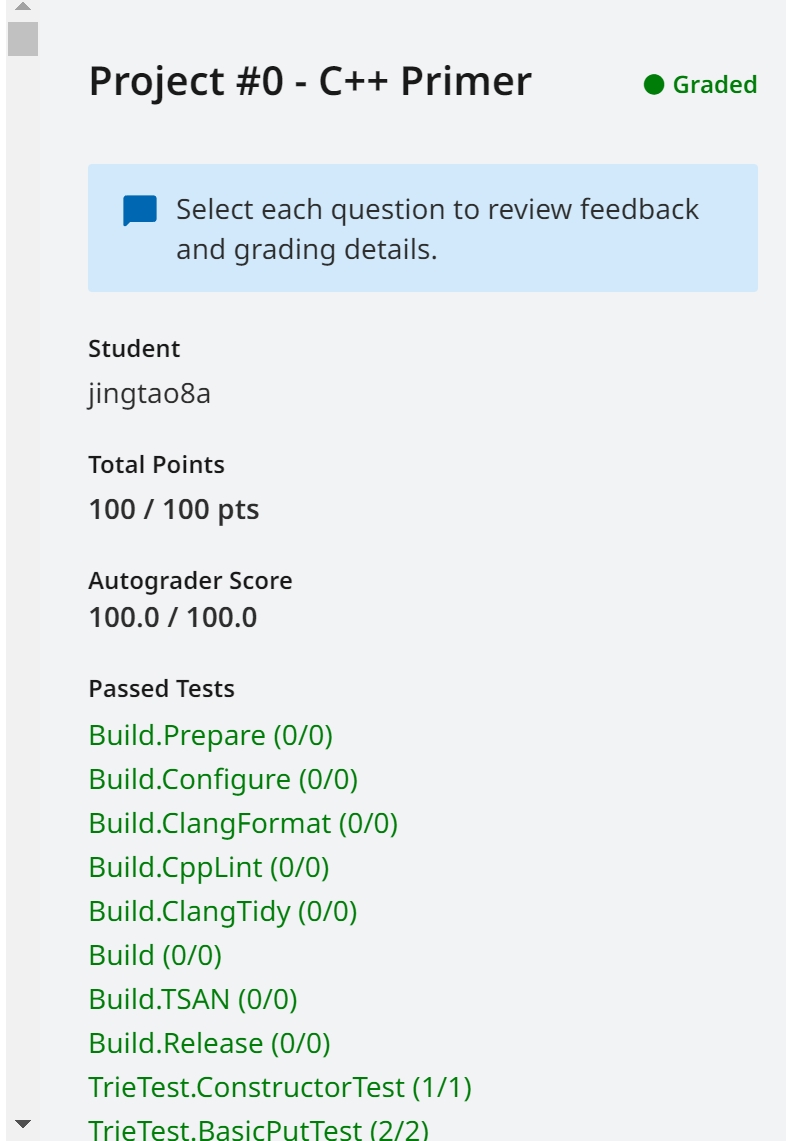 Project #0 - C++ Primer
Graded
Select each question to review feedback
and grading details.
Student
jingtao8a
Total Points
100 / 100 pts
Autograder Score
100.0 / 100.0
Passed Tests
Build.Prepare (0/0)
Build.Configure (0/0)
Build.ClangFormat (0/0)
Build.CppLint (0/0)
Build.ClangTidy (0/0)
Build (0/0)
Build.TSAN (0/0)
Build.Release (0/0)
TrieTest.ConstructorTest (1/1)
TrieTest.BasicPutTest (2/2)